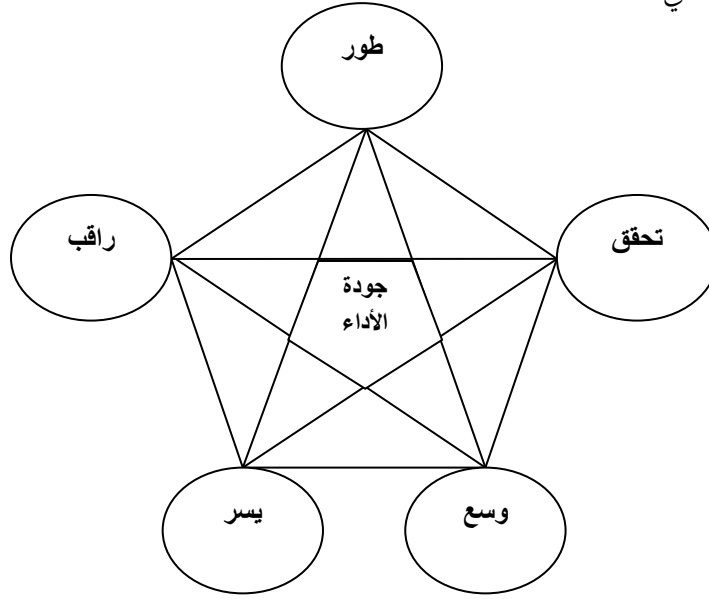 طور
راقب
تحقق
جودة
الأداء
يسر
وسع